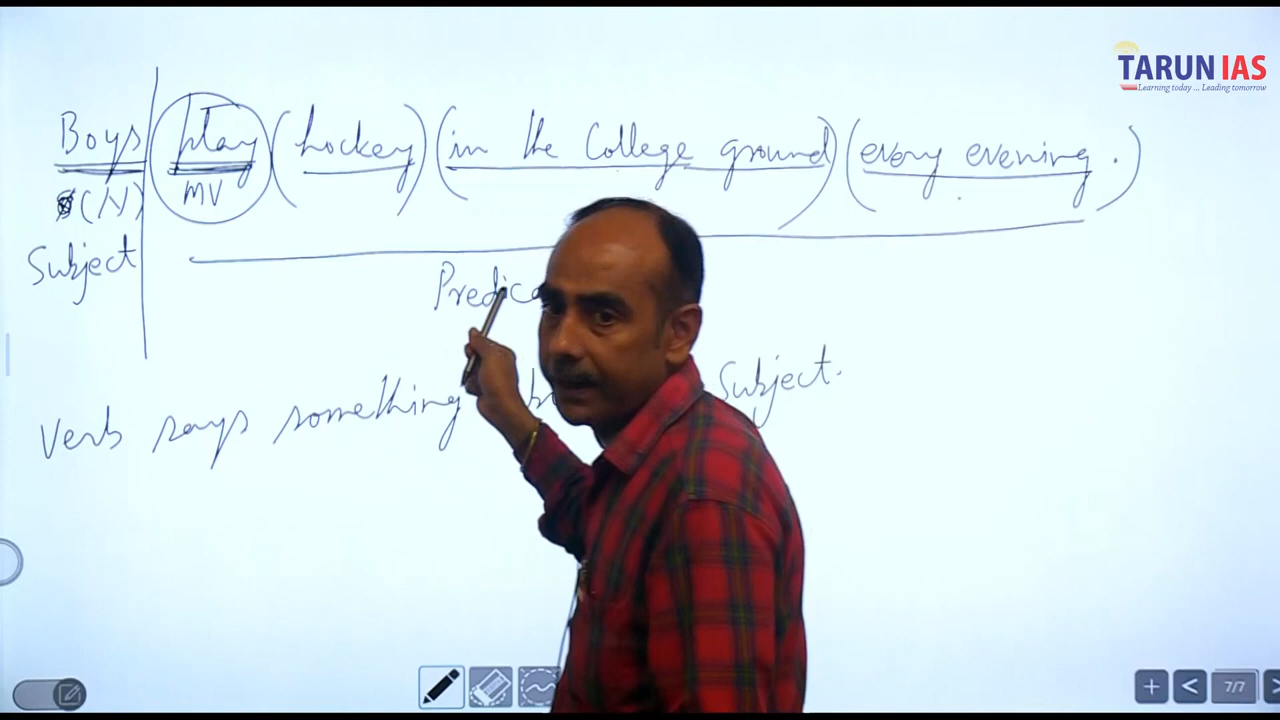 TARUN IAS
Learning today ... Leading tomorrow
Boys play hockey in the College ground every evening.
(N) MV
Subject
Predica
Verb says something Subject.
7/7